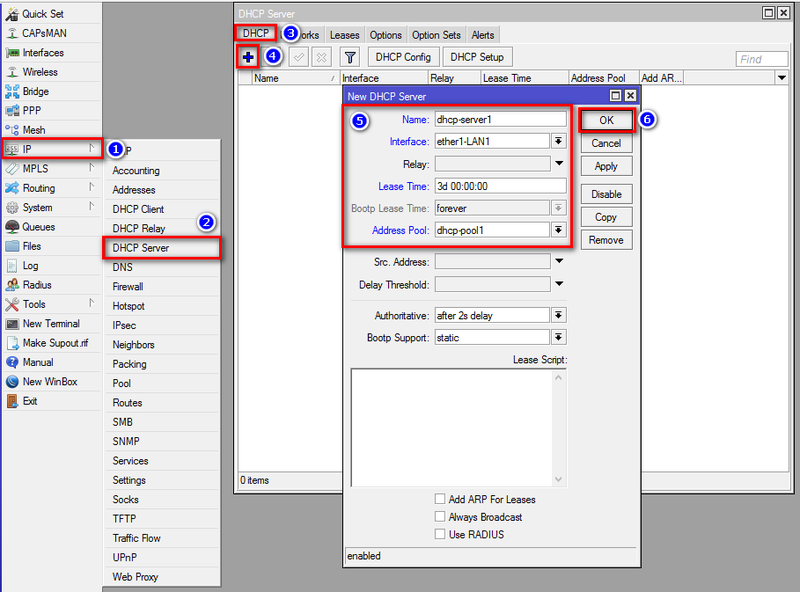 Quick Set
CAPsMAN
Interfaces
Wireless
Bridge
PPP
Mesh
IP
MPLS
Routing
System
Queues
Files
Log
Radius
Tools
New Terminal
Make Supout.rif
Manual
New WinBox
Exit
1
P
Accounting
Addresses
DHCP Client
DHCP Relay
2
DHCP Server
DNS
Firewall
Hotspot
IPsec
Neighbors
Packing
Pool
Routes
SMB
SNMP
Services
Settings
Socks
TFTP
Traffic Flow
UPnP
Web Proxy
DHCP Server
DHCP 3 orks Leases Options Option Sets Alerts
4 DHCP Config DHCP Setup Find
Name / Interface Relay Lease Time Address Pool Add AR...
0 items
New DHCP Server
5 Name: dhcp-server1
Interface: ether1-LAN1
Relay:
Lease Time: 3d 00:00:00
Bootp Lease Time: forever
Address Pool: dhcp-pool1
Src. Address:
Delay Threshold:
Authoritative: after 2s delay
Bootp Support: static
Lease Script:
Add ARP For Leases
Always Broadcast
Use RADIUS
enabled
OK 6
Cancel
Apply
Disable
Copy
Remove